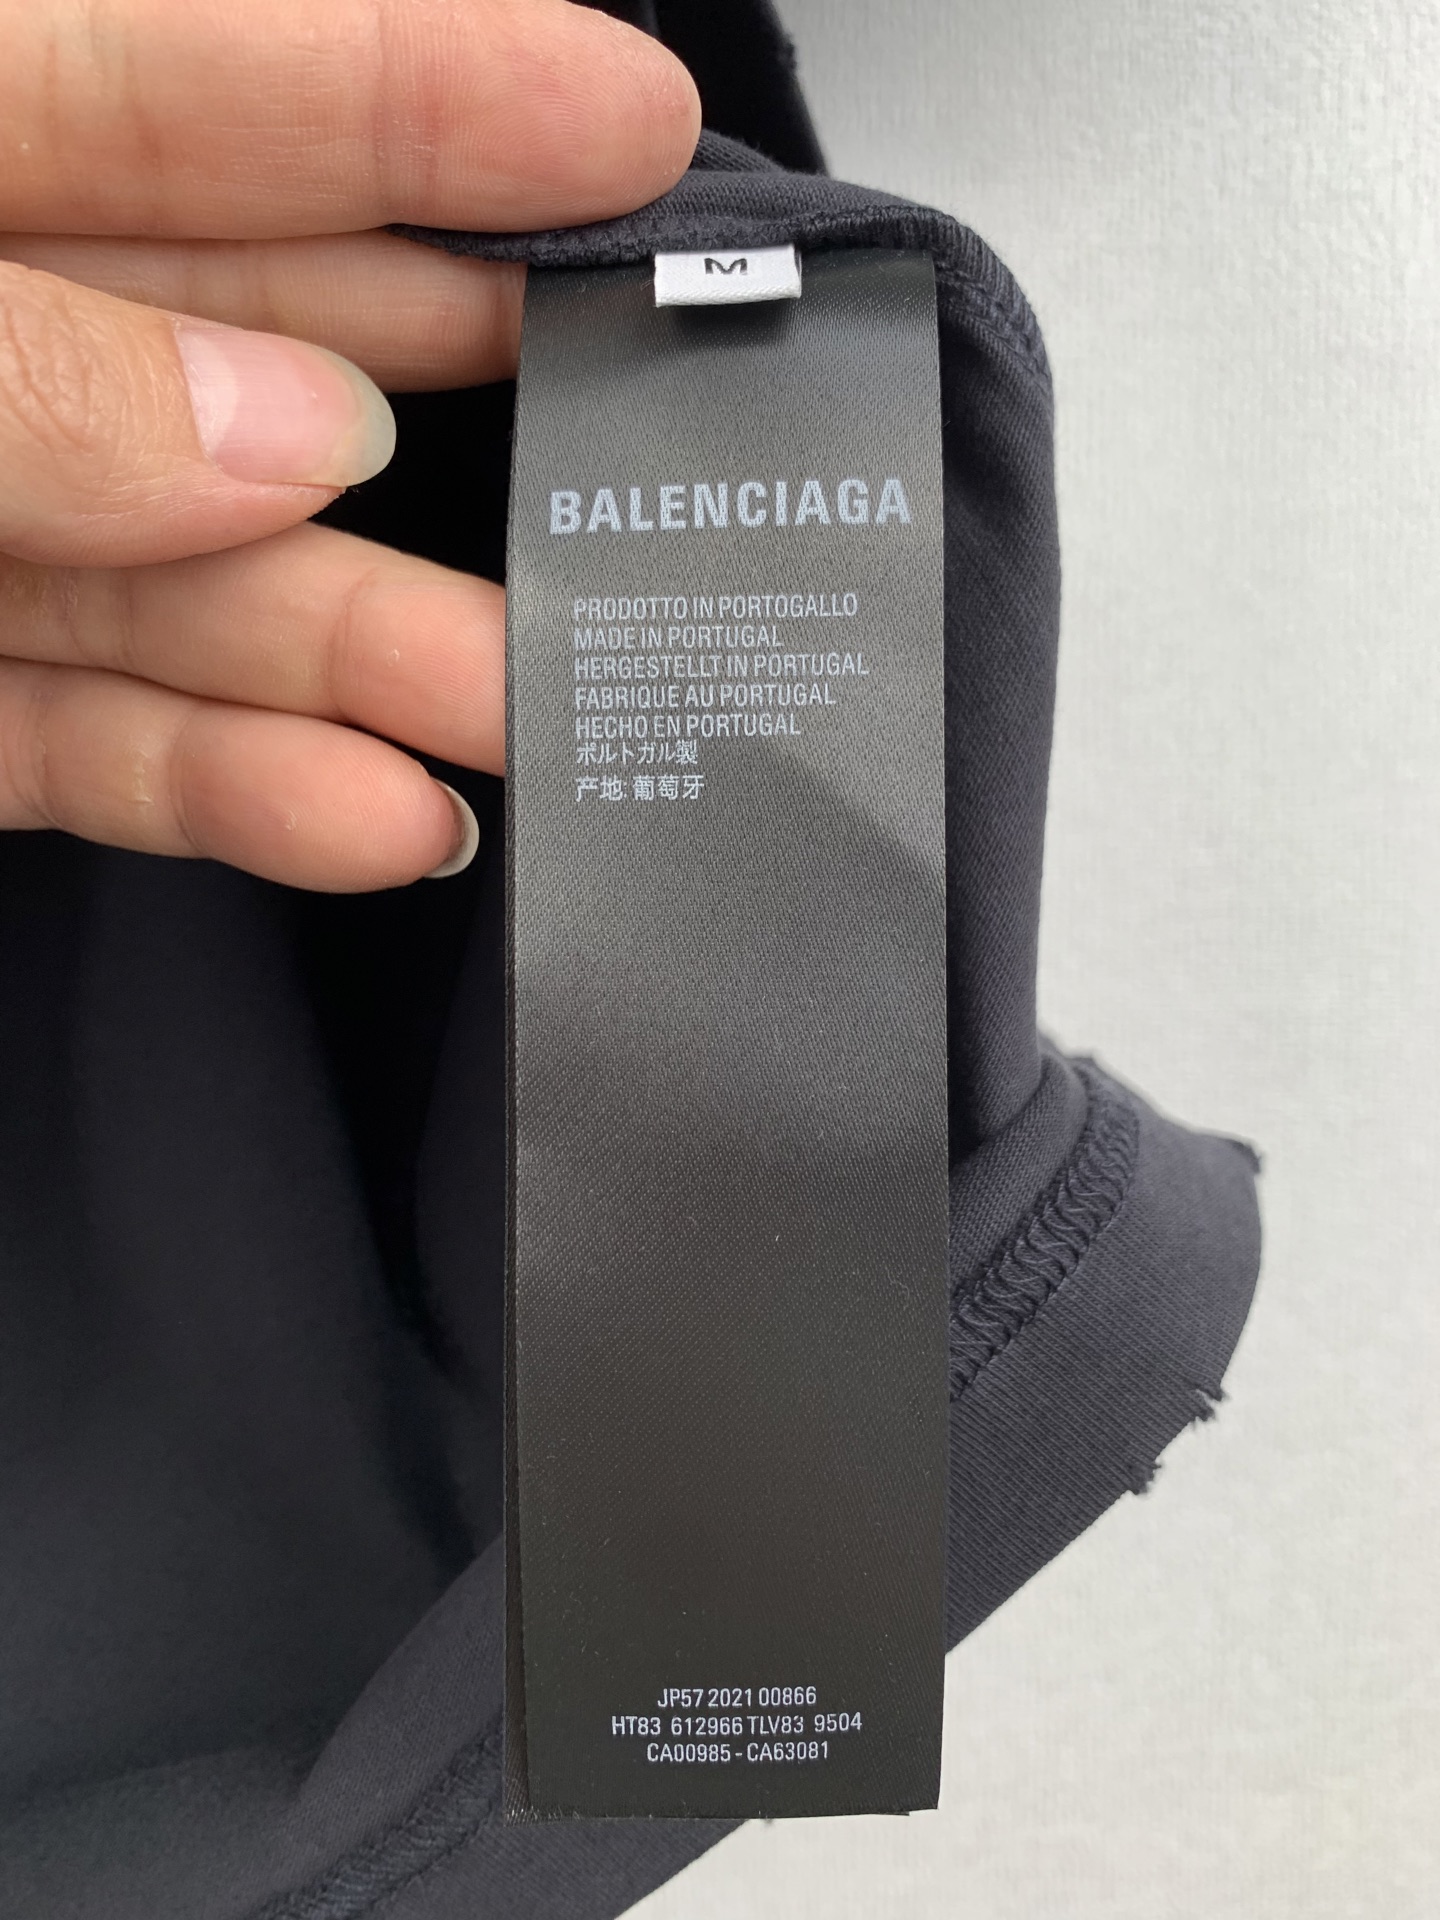 M
BALENCIAGA
PRODOTTO IN PORTOGALLO
MADE IN PORTUGAL
HERGESTELLT IN PORTUGAL
FABRIQUE AU PORTUGAL
HECHO EN PORTUGAL
ポルトガル製
产地: 葡萄牙
JP57 2021 00866
HT83 612966 TLV83 9504
CA00985 - CA63081